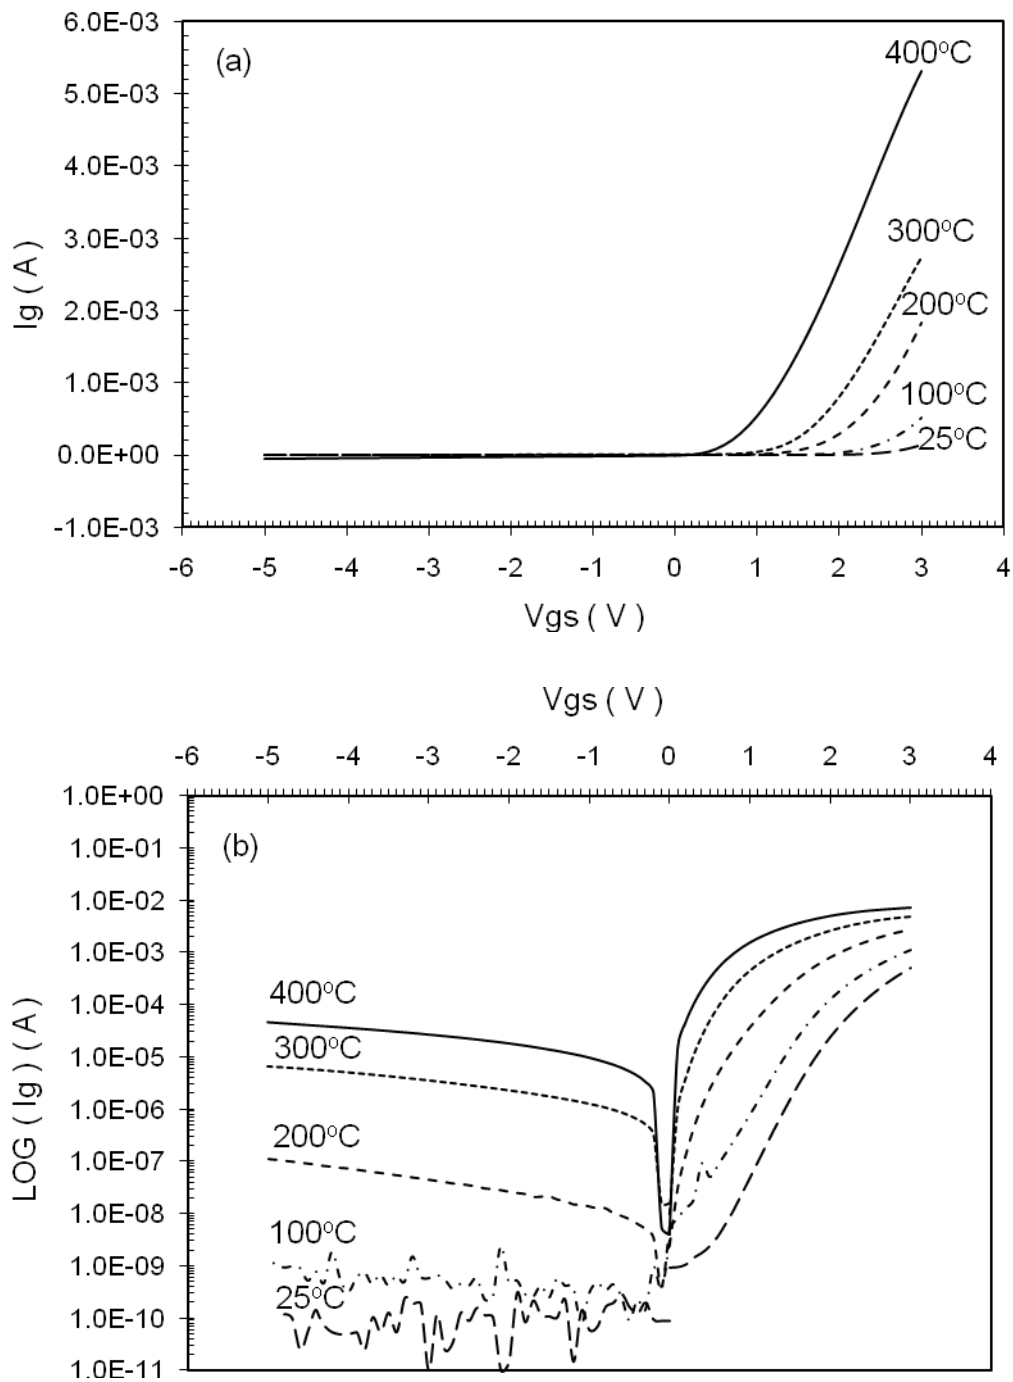 6.0E-03
(a)
400°C
5.0E-03
4.0E-03
3.0E-03
300°C
2.0E-03
200°C
1.0E-03
100°C
25°C
0.0E+00
-1.0E-03
Ig ( A )
-6 -5 -4 -3 -2 -1 0 1 2 3 4
Vgs ( V )
Vgs ( V )
-6 -5 -4 -3 -2 -1 0 1 2 3 4
1.0E+00
1.0E-01
(b)
1.0E-02
1.0E-03
400°C
1.0E-04
300°C
1.0E-05
1.0E-06
200°C
1.0E-07
1.0E-08
100°C
1.0E-09
25°C
1.0E-10
1.0E-11
LOG ( Ig ) ( A )